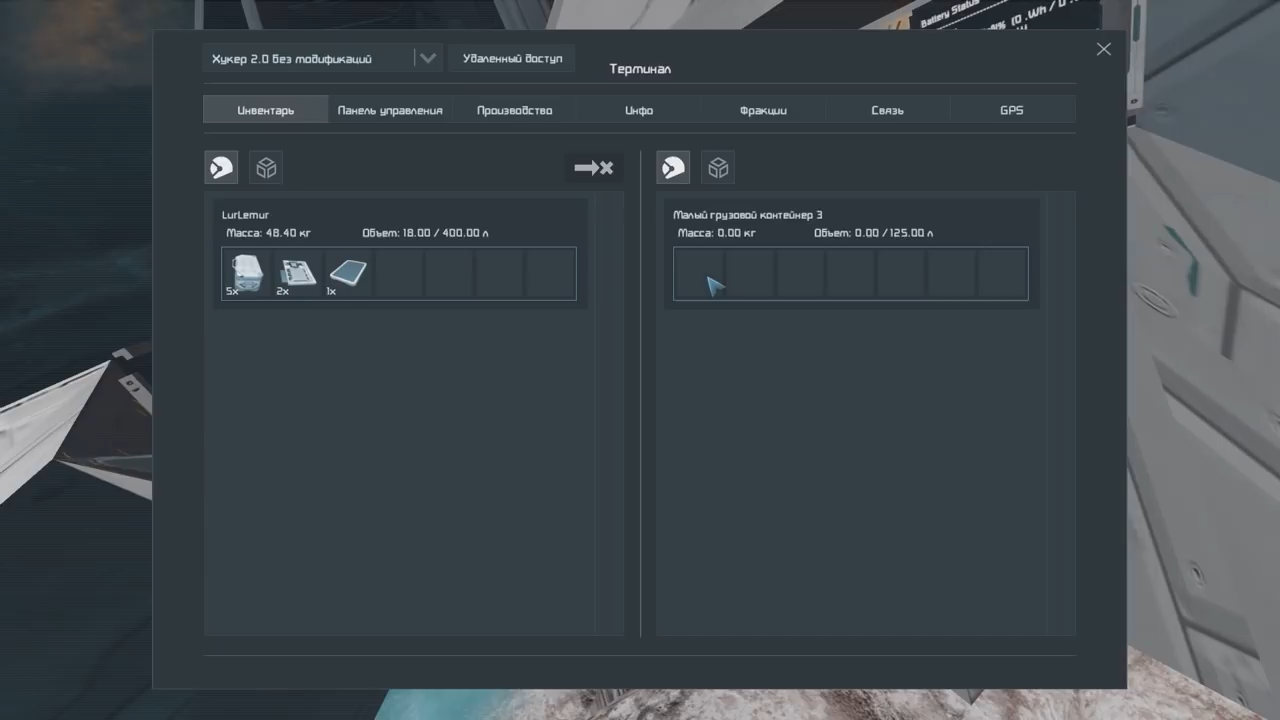 Battery Status
Хукер 2.0 без модификаций
Удаленный доступ
Терминал
Инвентарь
Панель управления
Производство
Инфо
Фракции
Связь
GPS
LurLemur
Масса: 48.40 кг
Объем: 18.00 / 400.00 л
5x
2x
1x
Малый грузовой контейнер 3
Масса: 0.00 кг
Объем: 0.00 / 125.00 л